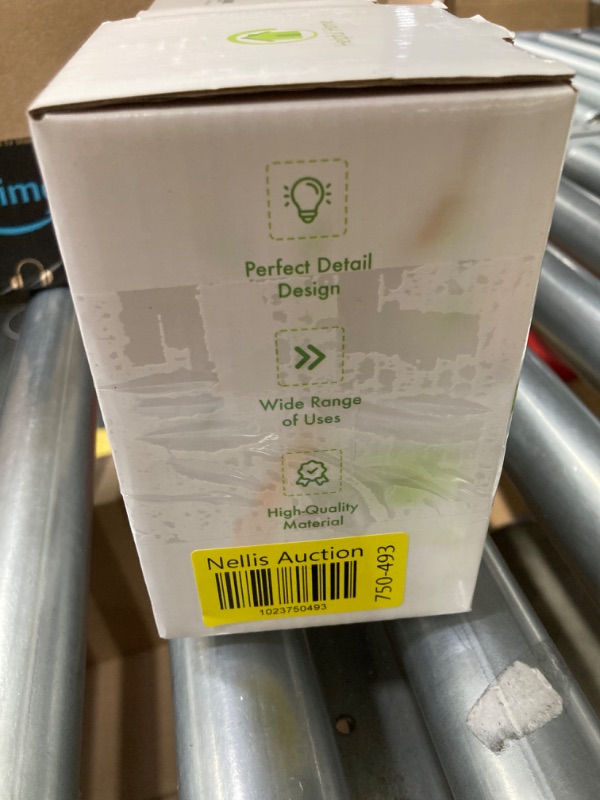 Perfect Detail
Design
Wide Range
of Uses
High-Quality
Material
Nellis Auction
1023750493
750-493